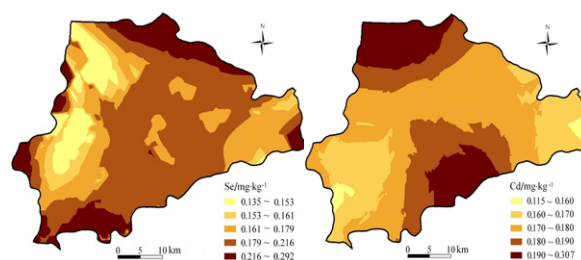 N
Se/mg·kg⁻¹
0.135 ~ 0.153
0.153 ~ 0.161
0.161 ~ 0.179
0.179 ~ 0.216
0.216 ~ 0.292
0 5 10 km
N
Cd/mg·kg⁻¹
0.115 ~ 0.160
0.160 ~ 0.170
0.170 ~ 0.180
0.180 ~ 0.190
0.190 ~ 0.307
0 5 10 km